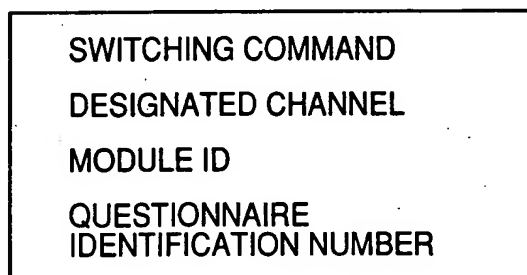 SWITCHING COMMAND
DESIGNATED CHANNEL
MODULE ID
QUESTIONNAIRE
IDENTIFICATION NUMBER